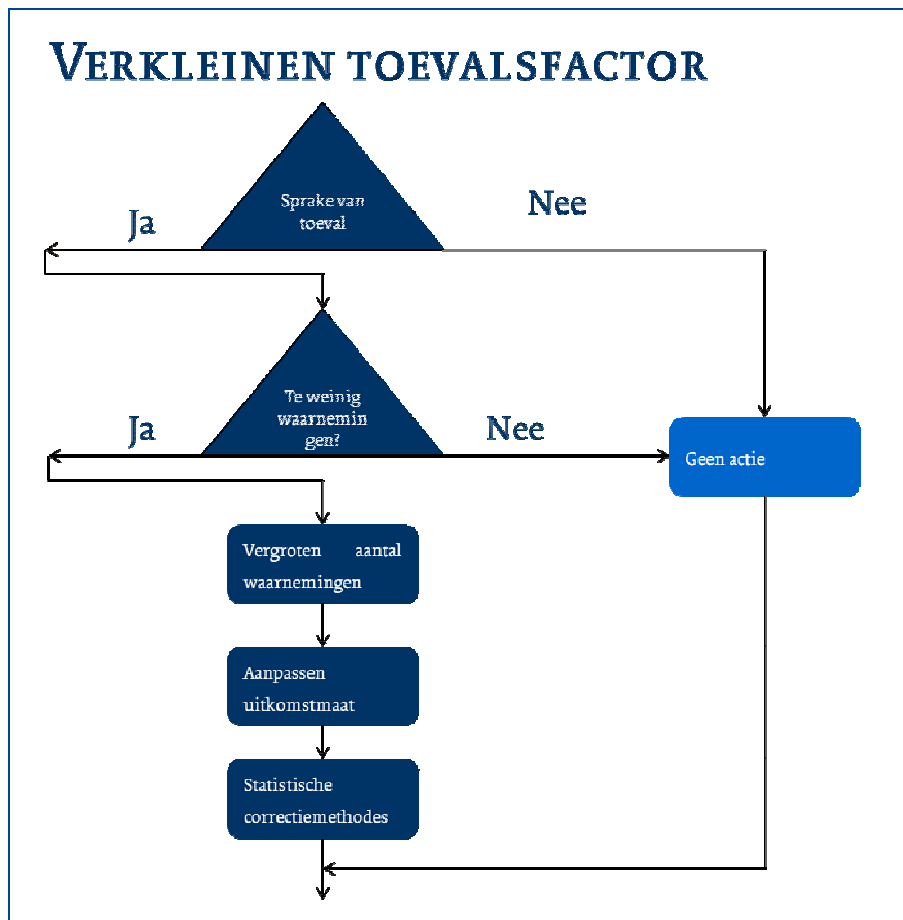 VERKLEINEN TOEVALSFACTOR
Sprake van
toeval
Ja
Nee
Te weinig
waarnemin
gen?
Ja
Nee
Geen actie
Vergroten aantal
waarnemingen
Aanpassen
uitkomstmaat
Statistische
correctiemethodes